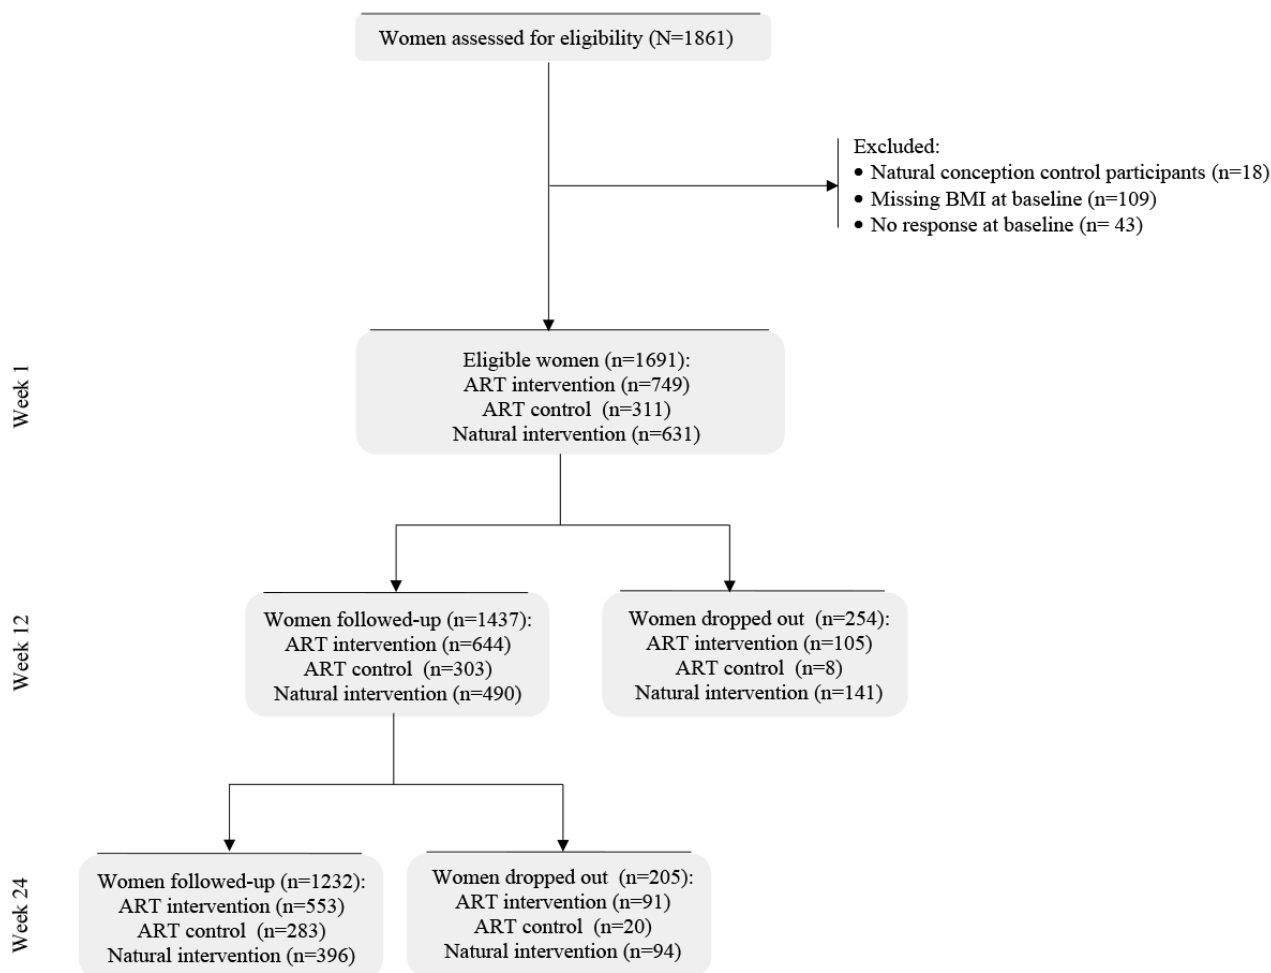 Women assessed for eligibility (N=1861)
Excluded:
• Natural conception control participants (n=18)
• Missing BMI at baseline (n=109)
• No response at baseline (n= 43)
Week 1
Eligible women (n=1691):
ART intervention (n=749)
ART control  (n=311)
Natural intervention (n=631)
Week 12
Women followed-up (n=1437):
ART intervention (n=644)
ART control (n=303)
Natural intervention (n=490)
Women dropped out  (n=254):
ART intervention (n=105)
ART control (n=8)
Natural intervention (n=141)
Week 24
Women followed-up (n=1232):
ART intervention (n=553)
ART control (n=283)
Natural intervention (n=396)
Women dropped out  (n=205):
ART intervention (n=91)
ART control (n=20)
Natural intervention (n=94)